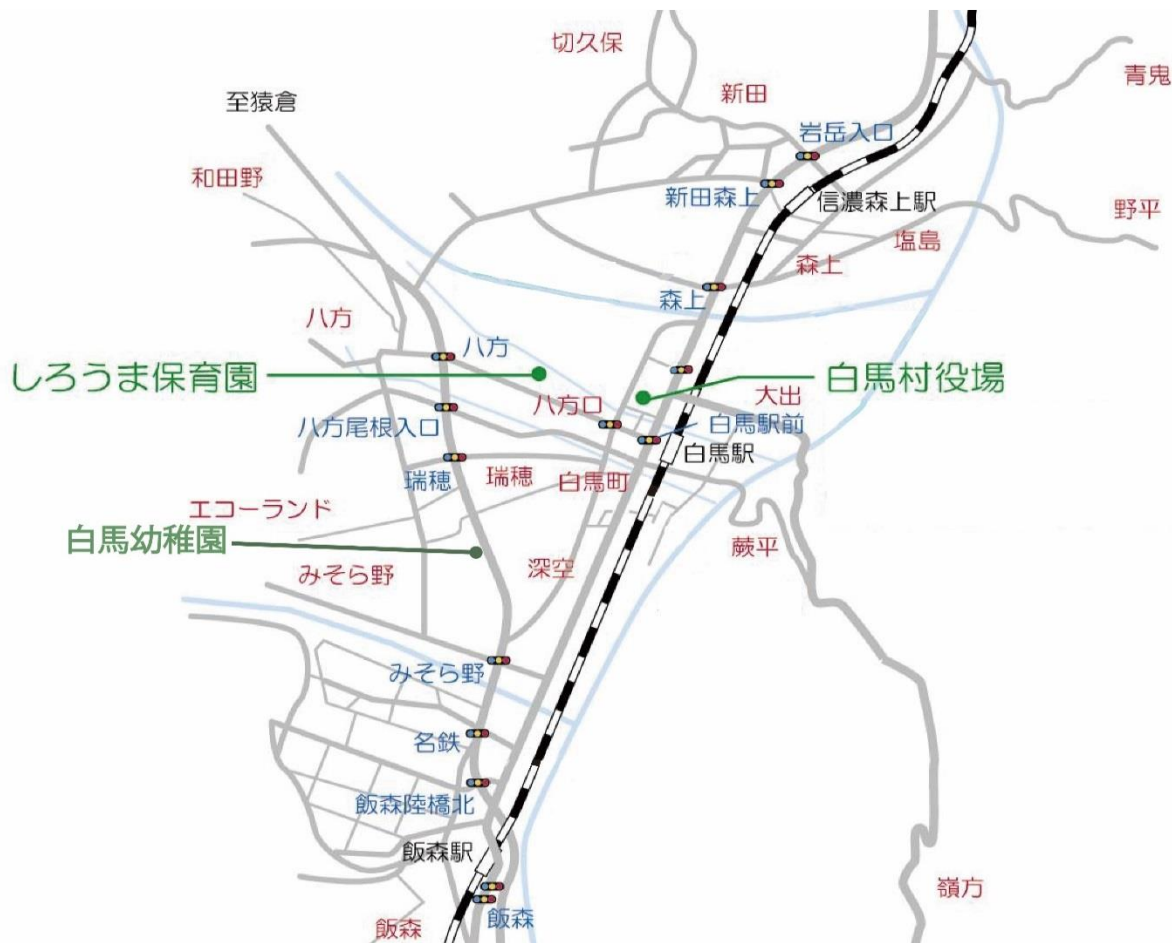 切久保
青鬼
新田
至猿倉
岩岳入口
和田野
新田森上
信濃森上駅
野平
塩島
森上
森上
八方
八方
しろうま保育園
白馬村役場
大出
八方口
八方尾根入口
白馬駅前
白馬駅
瑞穂
瑞穂
白馬町
エコーランド
白馬幼稚園
蕨平
深空
みそら野
みそら野
名鉄
飯森陸橋北
飯森駅
嶺方
飯森
飯森